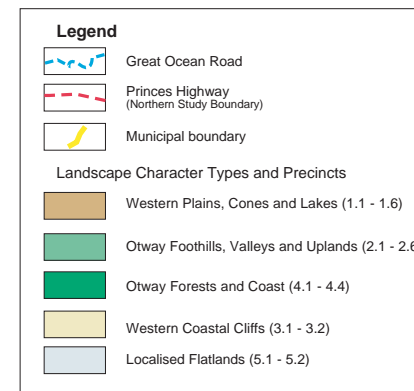 Legend
Great Ocean Road
Princes Highway
(Northern Study Boundary)
Municipal boundary
Landscape Character Types and Precincts
Western Plains, Cones and Lakes (1.1 - 1.6)
Otway Foothills, Valleys and Uplands (2.1 - 2.6
Otway Forests and Coast (4.1 - 4.4)
Western Coastal Cliffs (3.1 - 3.2)
Localised Flatlands (5.1 - 5.2)